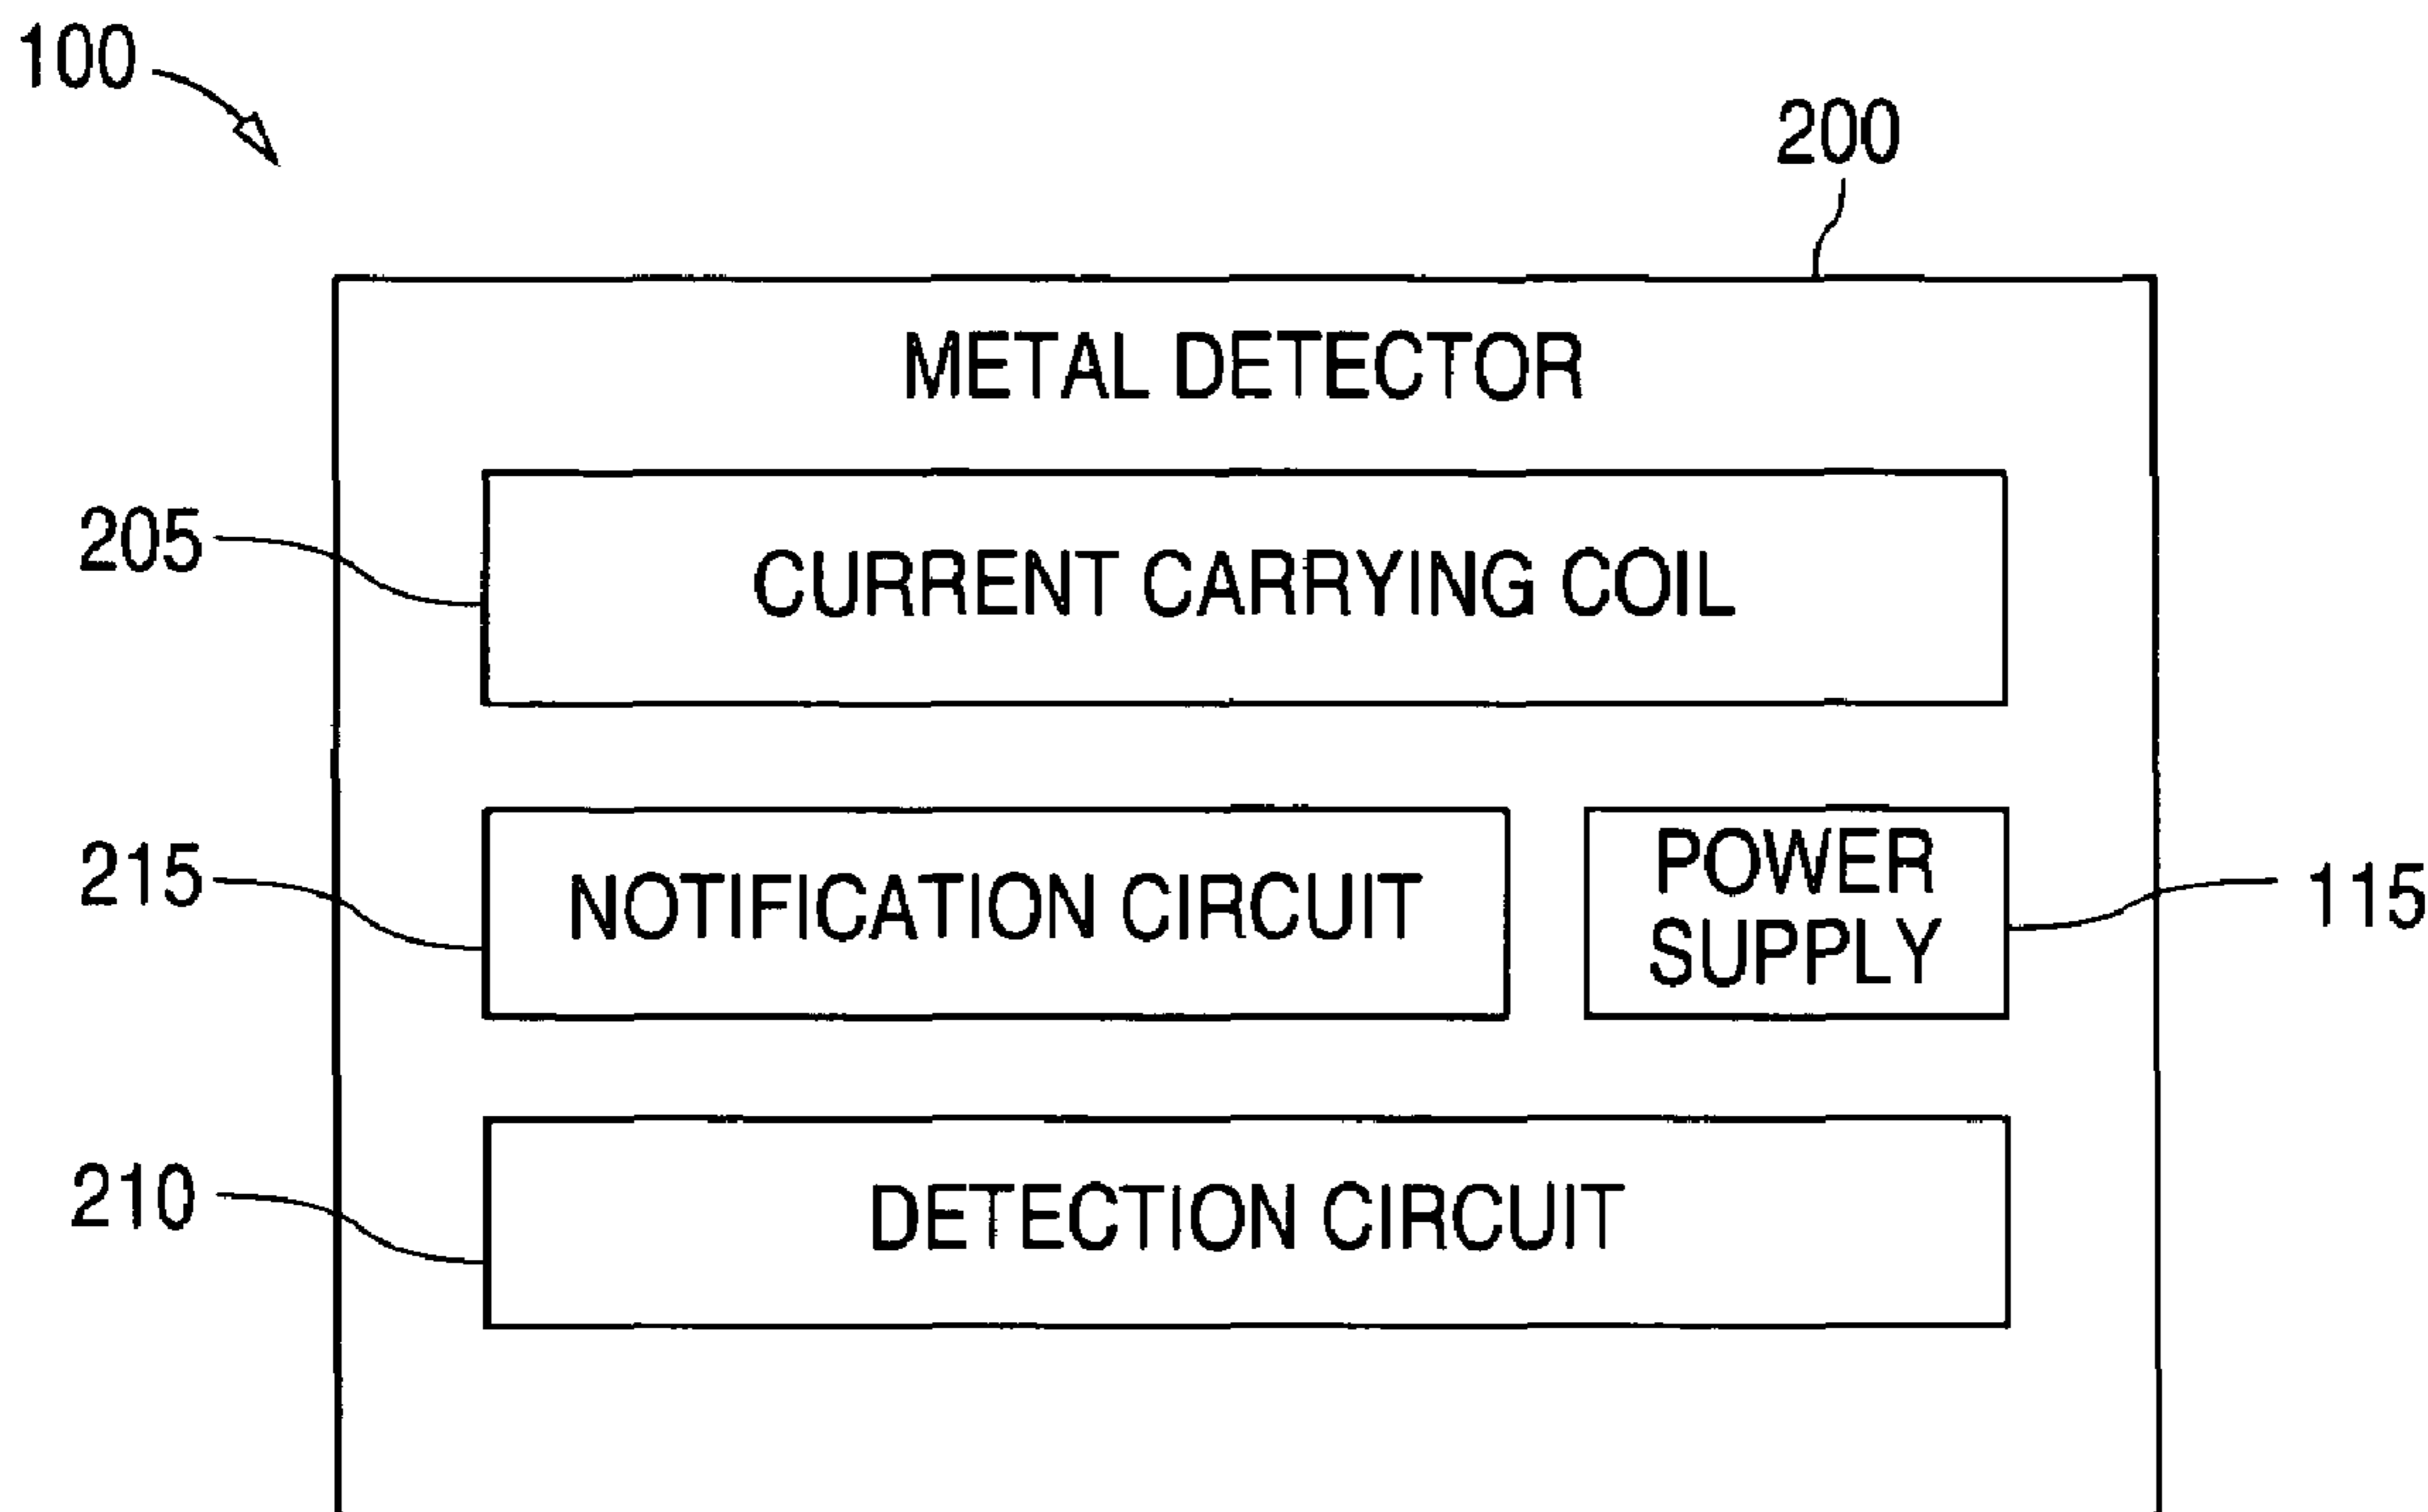 100
200
METAL DETECTOR
205
CURRENT CARRYING COIL
215
NOTIFICATION CIRCUIT
POWER
SUPPLY
115
210
DETECTION CIRCUIT